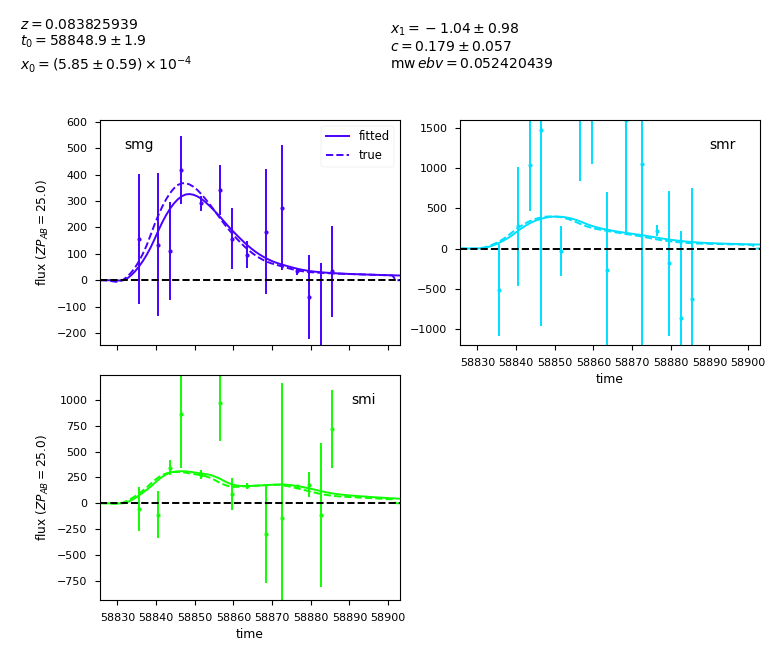 z = 0.083825939
t₀ = 58848.9 ± 1.9
x₀ = (5.85 ± 0.59) × 10⁻⁴
x₁ = −1.04 ± 0.98
c = 0.179 ± 0.057
mw ebv = 0.052420439
smg
fitted
true
600
500
400
300
200
100
0
−100
−200
flux (ZP_AB = 25.0)
smr
1500
1000
500
0
−500
−1000
58830 58840 58850 58860 58870 58880 58890 58900
time
smi
1000
750
500
250
0
−250
−500
−750
flux (ZP_AB = 25.0)
58830 58840 58850 58860 58870 58880 58890 58900
time